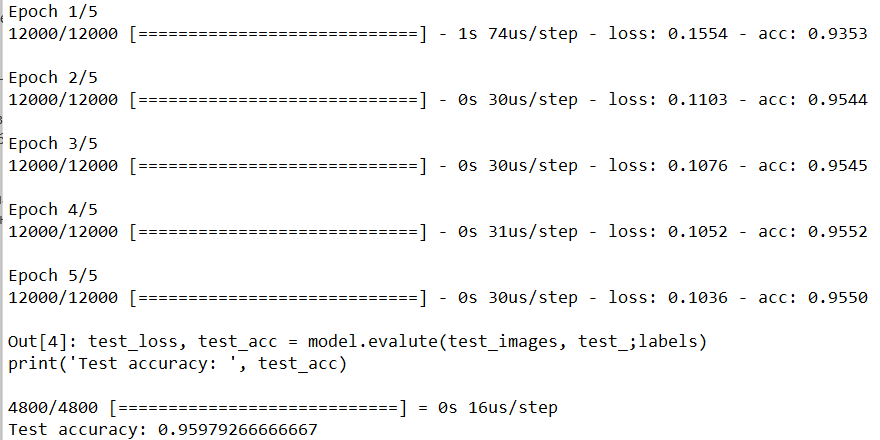 Epoch 1/5
12000/12000 [============================] - 1s 74us/step - loss: 0.1554 - acc: 0.9353
Epoch 2/5
12000/12000 [============================] - 0s 30us/step - loss: 0.1103 - acc: 0.9544
Epoch 3/5
12000/12000 [============================] - 0s 30us/step - loss: 0.1076 - acc: 0.9545
Epoch 4/5
12000/12000 [============================] - 0s 31us/step - loss: 0.1052 - acc: 0.9552
Epoch 5/5
12000/12000 [============================] - 0s 30us/step - loss: 0.1036 - acc: 0.9550
Out[4]: test_loss, test_acc = model.evalute(test_images, test_;labels)
print('Test accuracy: ', test_acc)
4800/4800 [============================] = 0s 16us/step
Test accuracy: 0.95979266666667